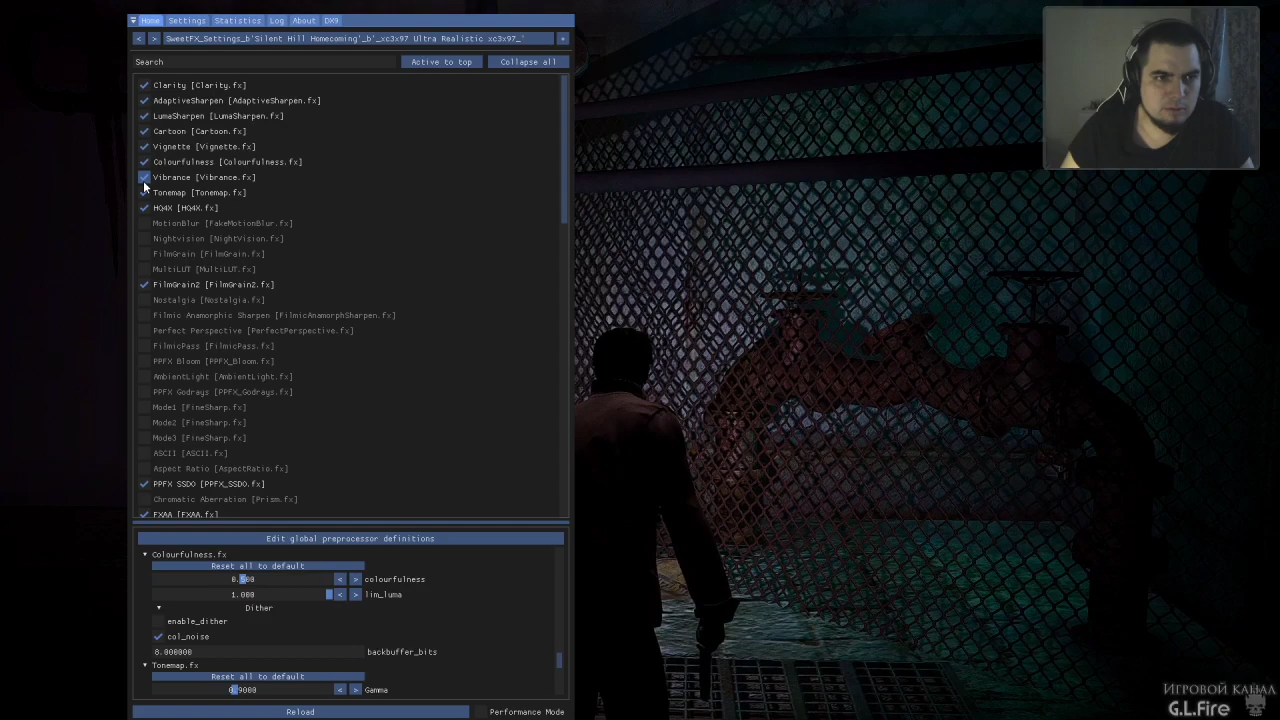 Home Settings Statistics Log About DX9
< > SweetFX_Settings_b'Silent Hill Homecoming'_b'_xc3x97 Ultra Realistic xc3x97_' +
Search Active to top Collapse all
Clarity [Clarity.fx]
AdaptiveSharpen [AdaptiveSharpen.fx]
LumaSharpen [LumaSharpen.fx]
Cartoon [Cartoon.fx]
Vignette [Vignette.fx]
Colourfulness [Colourfulness.fx]
Vibrance [Vibrance.fx]
Tonemap [Tonemap.fx]
HQ4X [HQ4X.fx]
MotionBlur [FakeMotionBlur.fx]
Nightvision [NightVision.fx]
FilmGrain [FilmGrain.fx]
MultiLUT [MultiLUT.fx]
FilmGrain2 [FilmGrain2.fx]
Nostalgia [Nostalgia.fx]
Filmic Anamorphic Sharpen [FilmicAnamorphSharpen.fx]
Perfect Perspective [PerfectPerspective.fx]
FilmicPass [FilmicPass.fx]
PPFX Bloom [PPFX_Bloom.fx]
AmbientLight [AmbientLight.fx]
PPFX Godrays [PPFX_Godrays.fx]
Mode1 [FineSharp.fx]
Mode2 [FineSharp.fx]
Mode3 [FineSharp.fx]
ASCII [ASCII.fx]
Aspect Ratio [AspectRatio.fx]
PPFX SSDO [PPFX_SSDO.fx]
Chromatic Aberration [Prism.fx]
FXAA [FXAA.fx]
Edit global preprocessor definitions
Colourfulness.fx
Reset all to default
0.500 < > colourfulness
1.000 < > lim_luma
Dither
enable_dither
col_noise
8.000000 backbuffer_bits
Tonemap.fx
Reset all to default
0.9000 < > Gamma
Reload Performance Mode
ИГРОВОЙ КАНАЛ
G.L.Fire